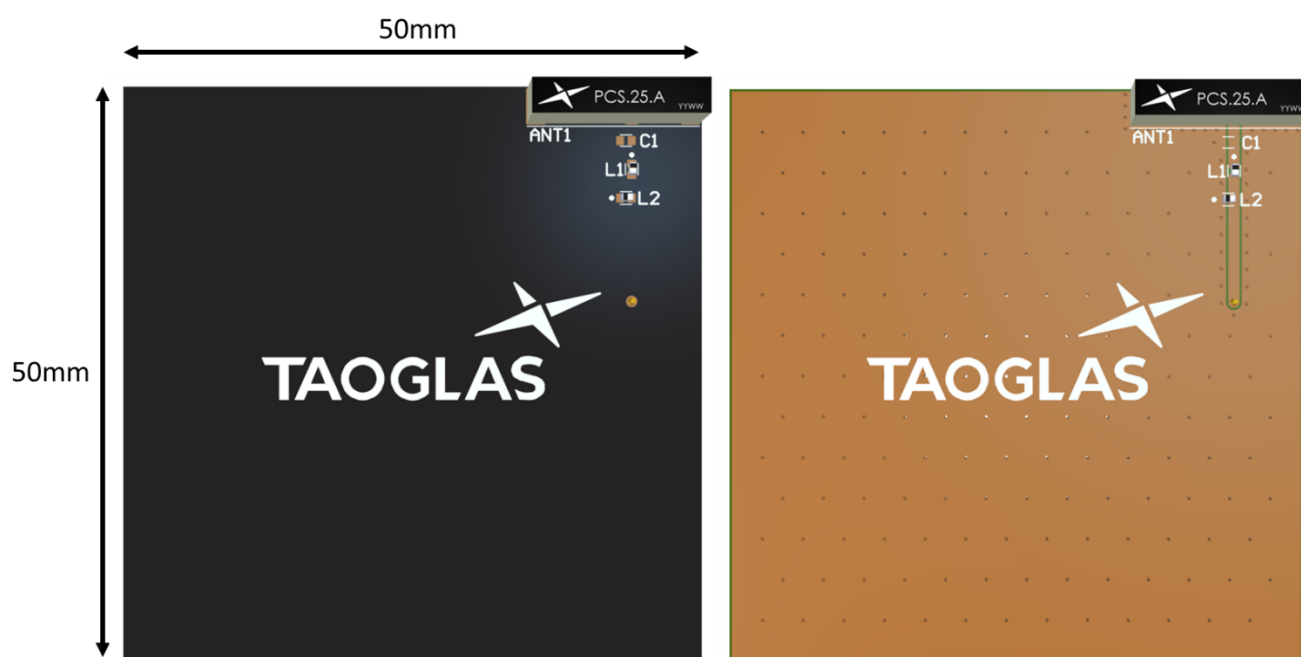 50mm
50mm
PCS.25.A
YYWW
ANT1
C1
L1
L2
TAOGLAS
PCS.25.A
YYWW
ANT1
C1
L1
L2
TAOGLAS